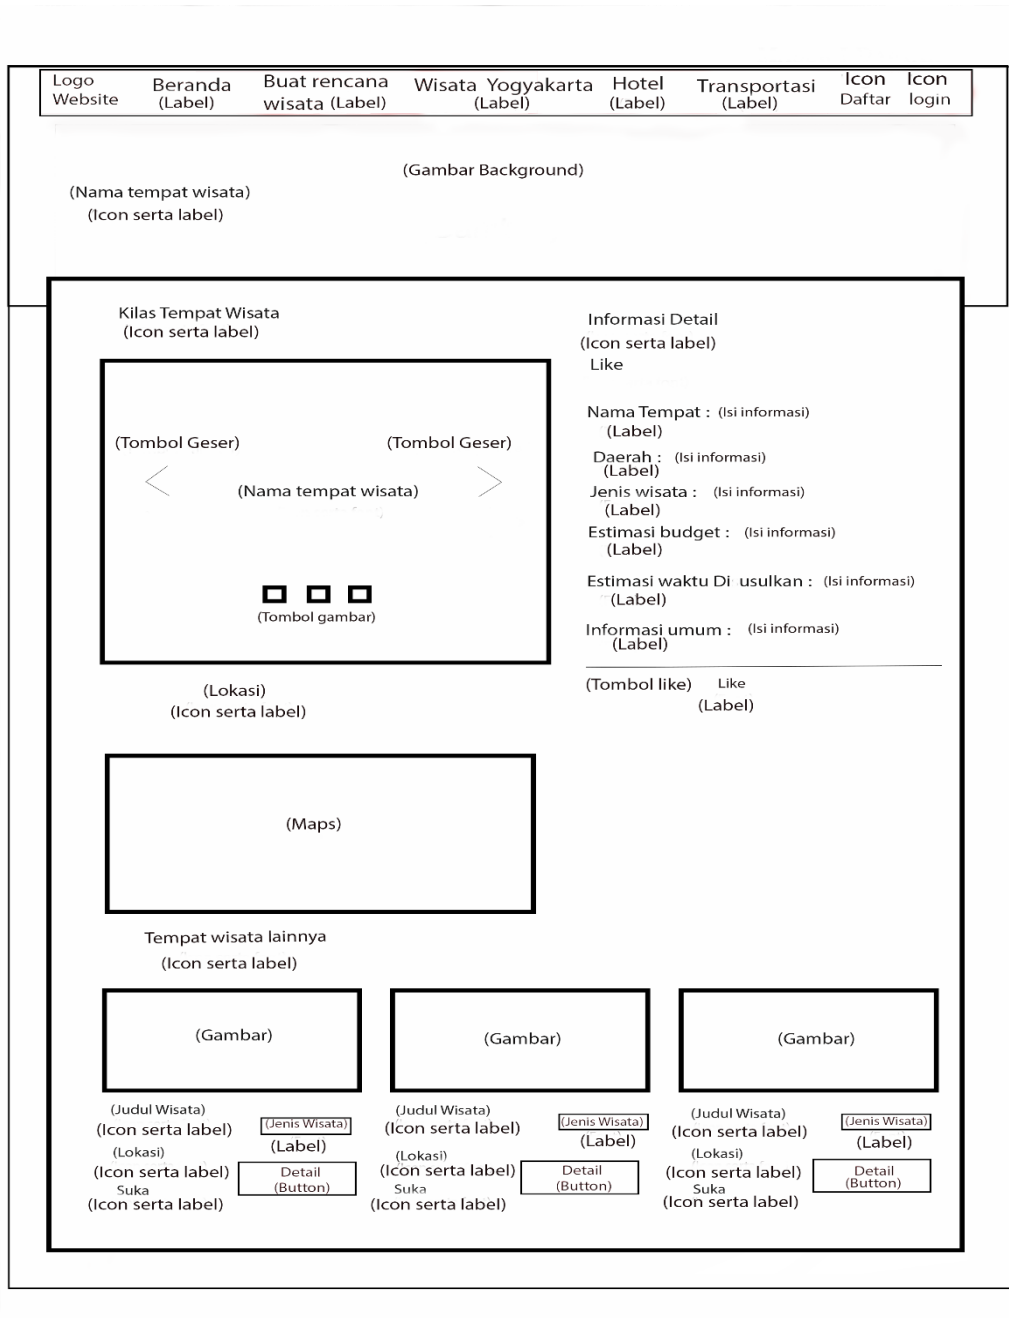 Logo Website
Beranda (Label)
Buat rencana wisata (Label)
Wisata Yogyakarta (Label)
Hotel (Label)
Transportasi (Label)
Icon Daftar
Icon login
(Gambar Background)
(Nama tempat wisata)
(Icon serta label)
Kilas Tempat Wisata
(Icon serta label)
(Tombol Geser)
(Tombol Geser)
<
>
(Nama tempat wisata)
(Tombol gambar)
Informasi Detail
(Icon serta label)
Like
Nama Tempat : (Isi informasi)
(Label)
Daerah : (Isi informasi)
(Label)
Jenis wisata : (Isi informasi)
(Label)
Estimasi budget : (Isi informasi)
(Label)
Estimasi waktu Di usulkan : (Isi informasi)
(Label)
Informasi umum : (Isi informasi)
(Label)
(Tombol like) Like
(Label)
(Lokasi)
(Icon serta label)
(Maps)
Tempat wisata lainnya
(Icon serta label)
(Gambar)
(Judul Wisata)
(Icon serta label)
(Jenis Wisata)
(Label)
(Lokasi)
(Icon serta label)
Detail
(Button)
Suka
(Icon serta label)
(Gambar)
(Judul Wisata)
(Icon serta label)
(Jenis Wisata)
(Label)
(Lokasi)
(Icon serta label)
Detail
(Button)
Suka
(Icon serta label)
(Gambar)
(Judul Wisata)
(Icon serta label)
(Jenis Wisata)
(Label)
(Lokasi)
(Icon serta label)
Detail
(Button)
Suka
(Icon serta label)